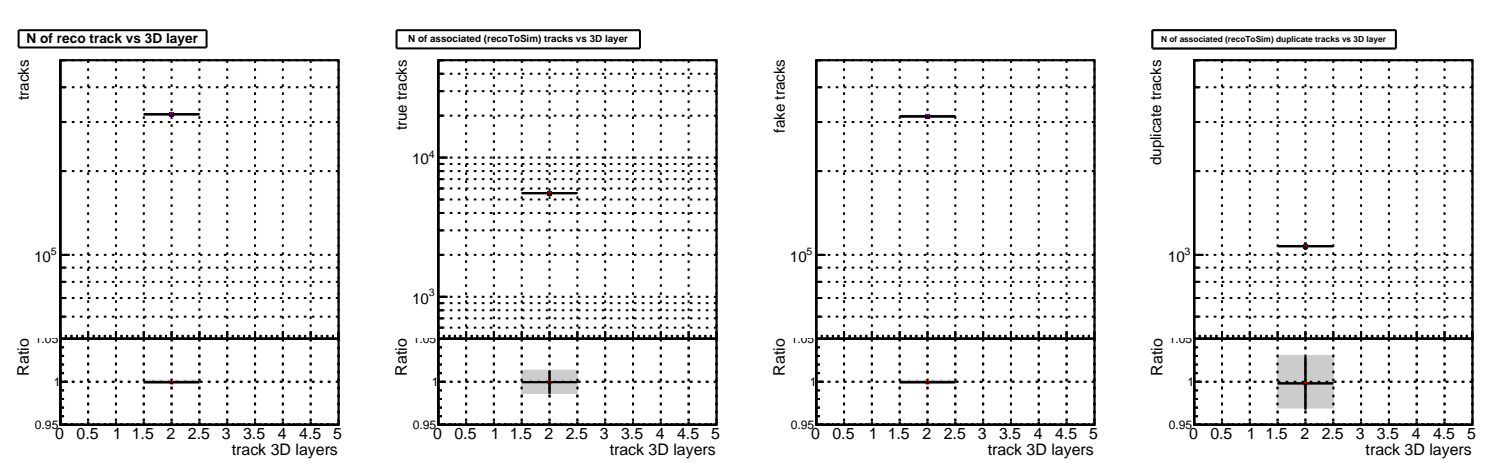 N of reco track vs 3D layer
tracks
10^5
Ratio
1.05
1
0.95
0 0.5 1 1.5 2 2.5 3 3.5 4 4.5 5
track 3D layers
N of associated (recoToSim) tracks vs 3D layer
true tracks
10^4
10^3
Ratio
1.05
1
0.95
0 0.5 1 1.5 2 2.5 3 3.5 4 4.5 5
track 3D layers
fake tracks
10^5
Ratio
1.05
1
0.95
0 0.5 1 1.5 2 2.5 3 3.5 4 4.5 5
track 3D layers
N of associated (recoToSim) duplicate tracks vs 3D layer
duplicate tracks
10^3
Ratio
1.05
1
0.95
0 0.5 1 1.5 2 2.5 3 3.5 4 4.5 5
track 3D layers